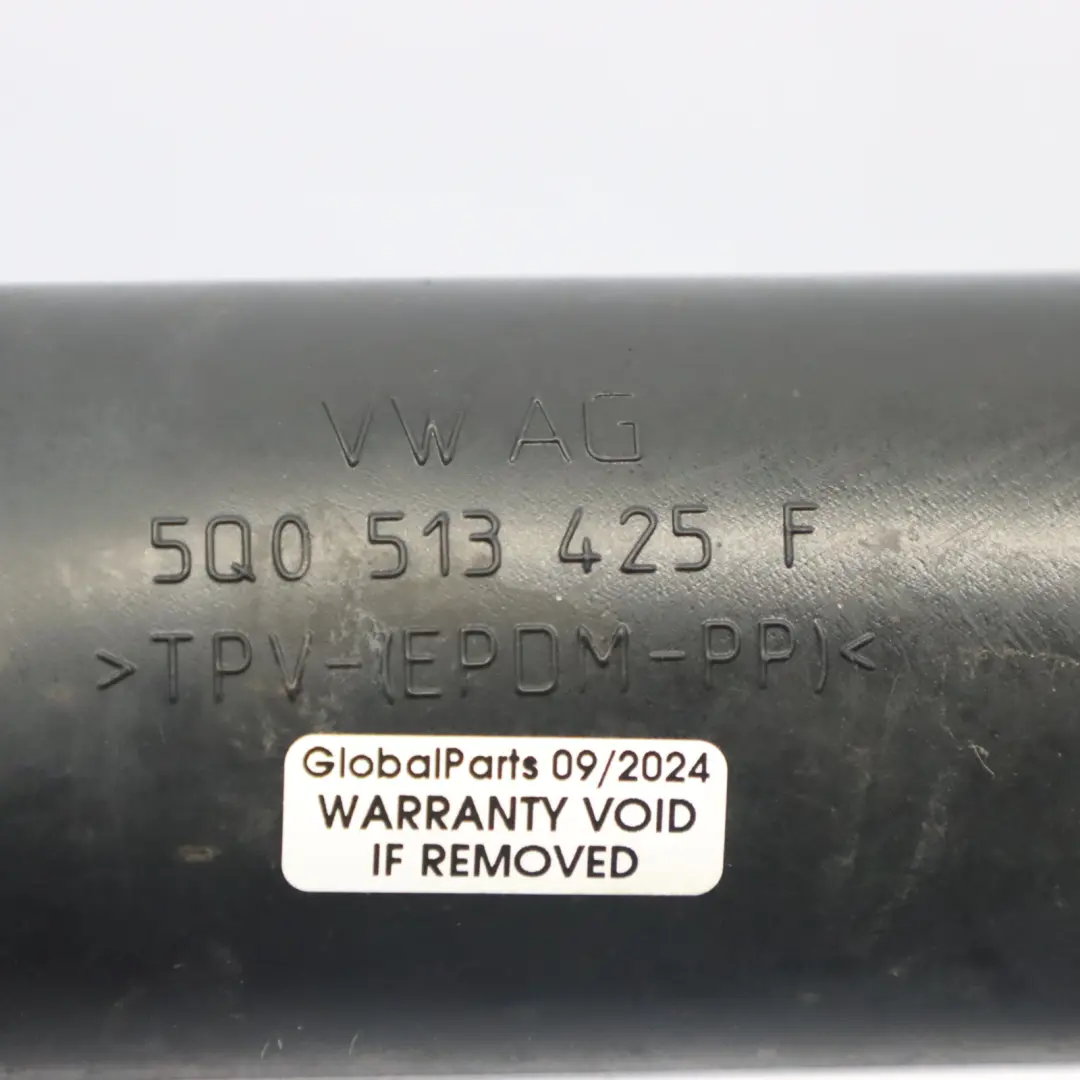 VW AG
5Q0 513 425 F
>TPV-(EPDM-PP)<
GlobalParts 09/2024
WARRANTY VOID
IF REMOVED